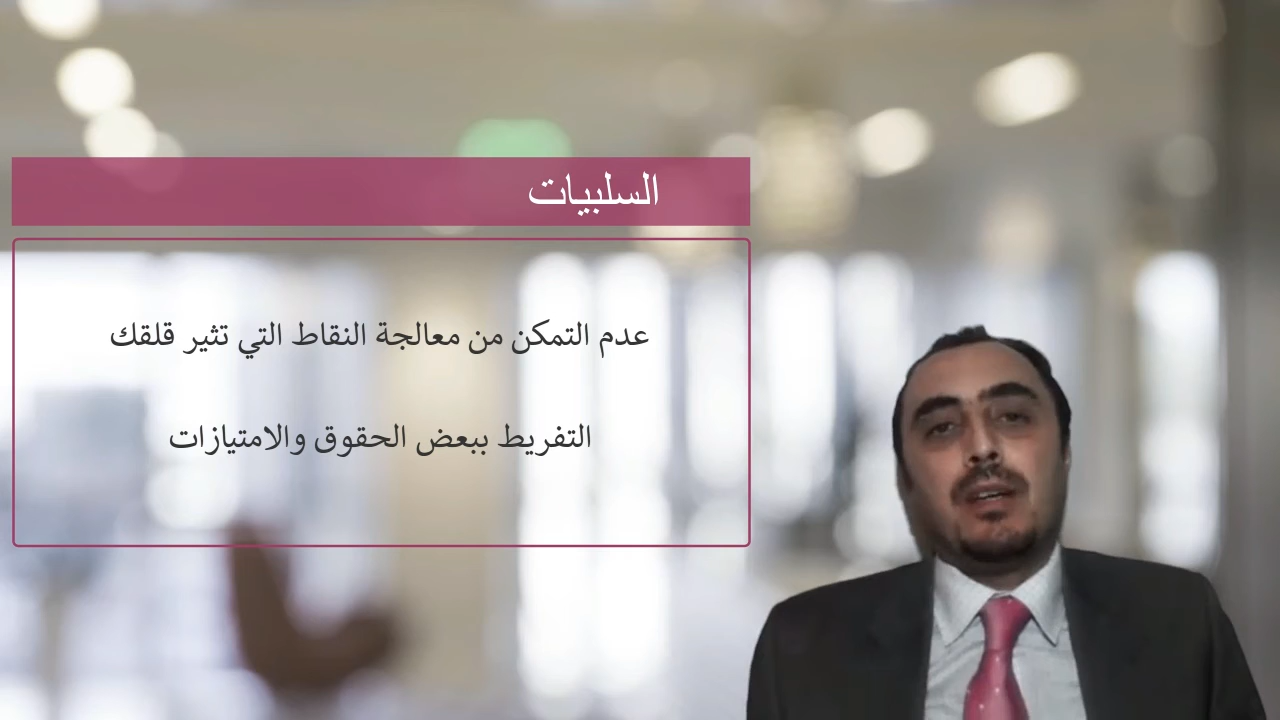 السلبيات
عدم التمكن من معالجة النقاط التي تثير قلقك
التفريط ببعض الحقوق والامتيازات